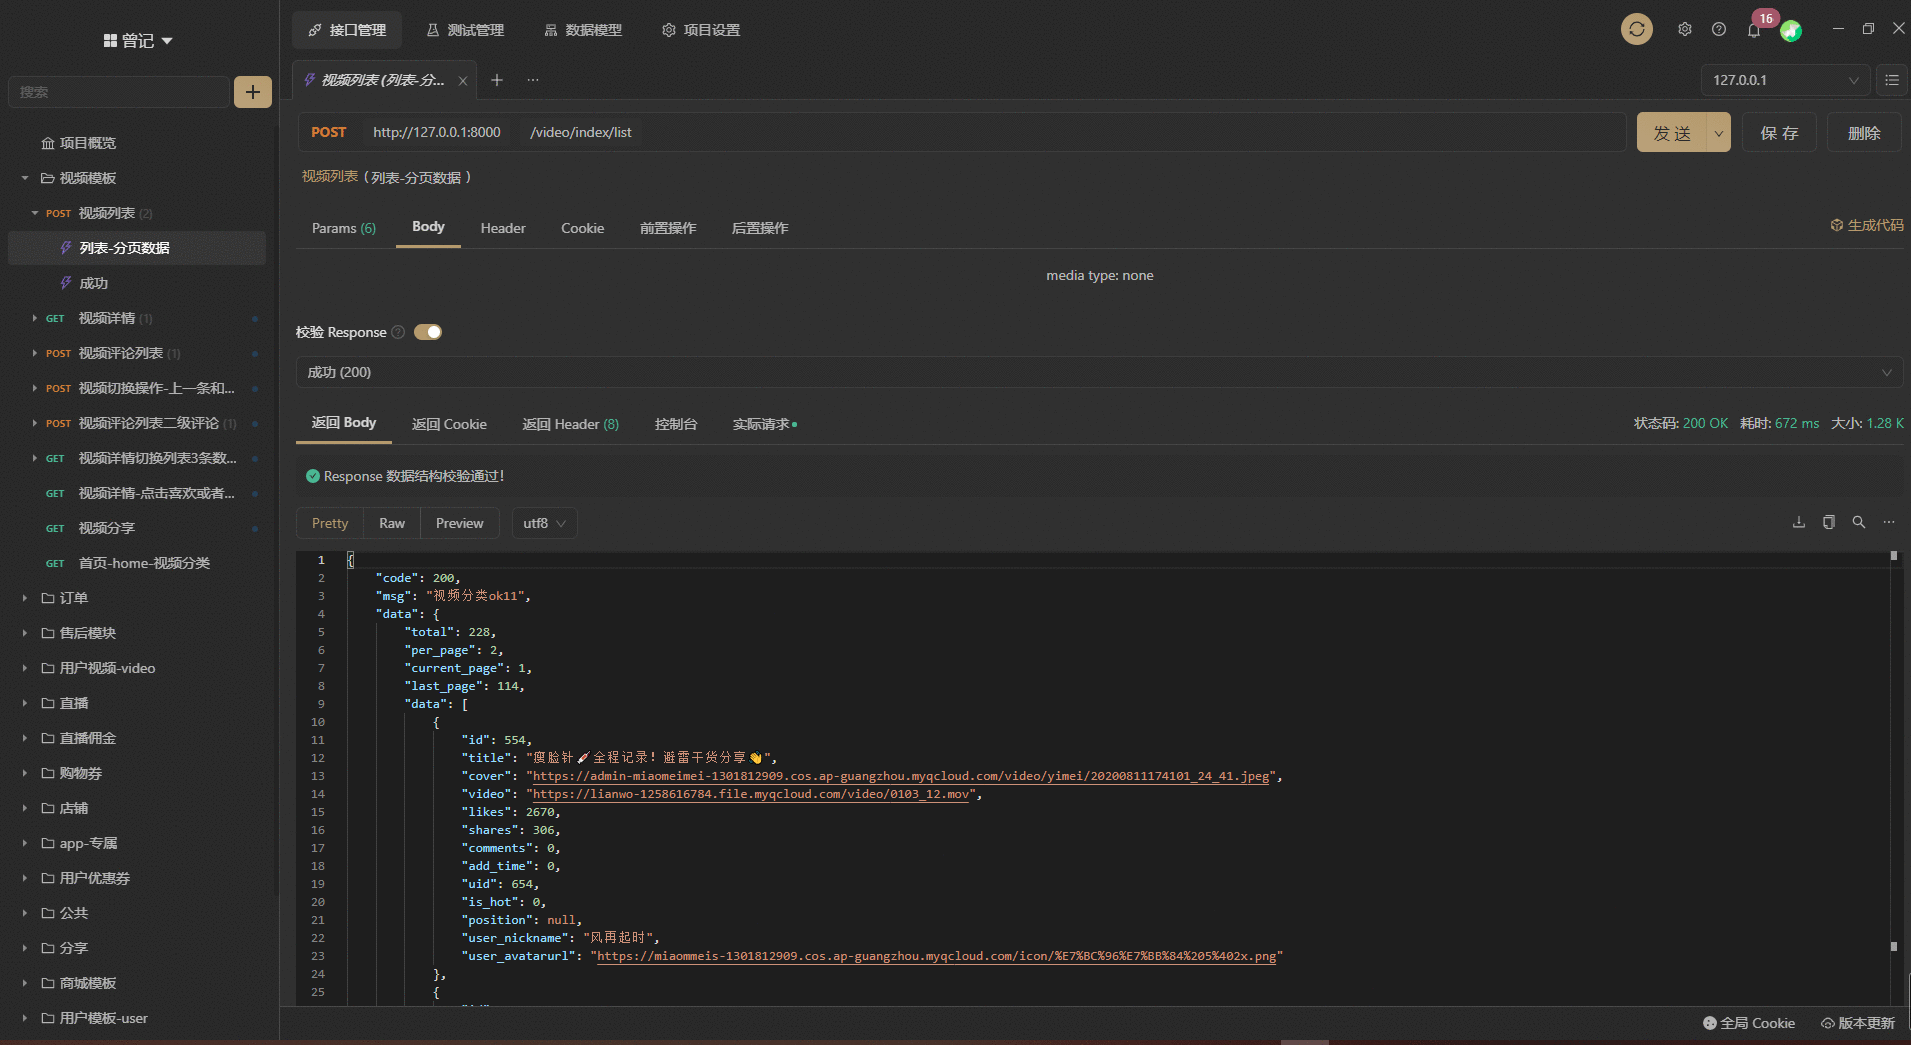 曾记
接口管理
测试管理
数据模型
项目设置
16
搜索
视频列表 (列表-分...
127.0.0.1
POST
http://127.0.0.1:8000
/video/index/list
发 送
保 存
删除
视频列表 ( 列表-分页数据 )
项目概览
视频模板
POST 视频列表 (2)
列表-分页数据
成功
GET 视频详情 (1)
POST 视频评论列表 (1)
POST 视频切换操作-上一条和...
POST 视频评论列表二级评论 (1)
GET 视频详情切换列表3条数...
GET 视频详情-点击喜欢或者...
GET 视频分享
GET 首页-home-视频分类
订单
售后模块
用户视频-video
直播
直播佣金
购物券
店铺
app-专属
用户优惠券
公共
分享
商城模板
用户模板-user
Params (6)
Body
Header
Cookie
前置操作
后置操作
生成代码
media type: none
校验 Response
成功 (200)
返回 Body
返回 Cookie
返回 Header (8)
控制台
实际请求
状态码: 200 OK 耗时: 672 ms 大小: 1.28 K
Response 数据结构校验通过!
Pretty
Raw
Preview
utf8
1 {
2 "code": 200,
3 "msg": "视频分类ok11",
4 "data": {
5 "total": 228,
6 "per_page": 2,
7 "current_page": 1,
8 "last_page": 114,
9 "data": [
10 {
11 "id": 554,
12 "title": "瘦脸针💉全程记录! 避雷干货分享👏",
13 "cover": "https://admin-miaomeimei-1301812909.cos.ap-guangzhou.myqcloud.com/video/yimei/20200811174101_24_41.jpeg",
14 "video": "https://lianwo-1258616784.file.myqcloud.com/video/0103_12.mov",
15 "likes": 2670,
16 "shares": 306,
17 "comments": 0,
18 "add_time": 0,
19 "uid": 654,
20 "is_hot": 0,
21 "position": null,
22 "user_nickname": "风再起时",
23 "user_avatarurl": "https://miaommeis-1301812909.cos.ap-guangzhou.myqcloud.com/icon/%E7%BC%96%E7%BB%84%205%402x.png"
24 },
25 {
全局 Cookie
版本更新